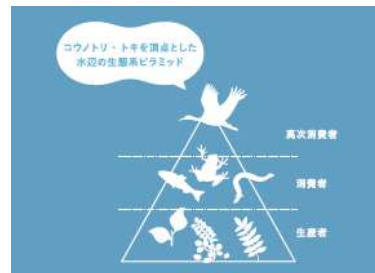 コウノトリ・トキを頂点とした
水辺の生態系ピラミッド
高次消費者
消費者
生産者